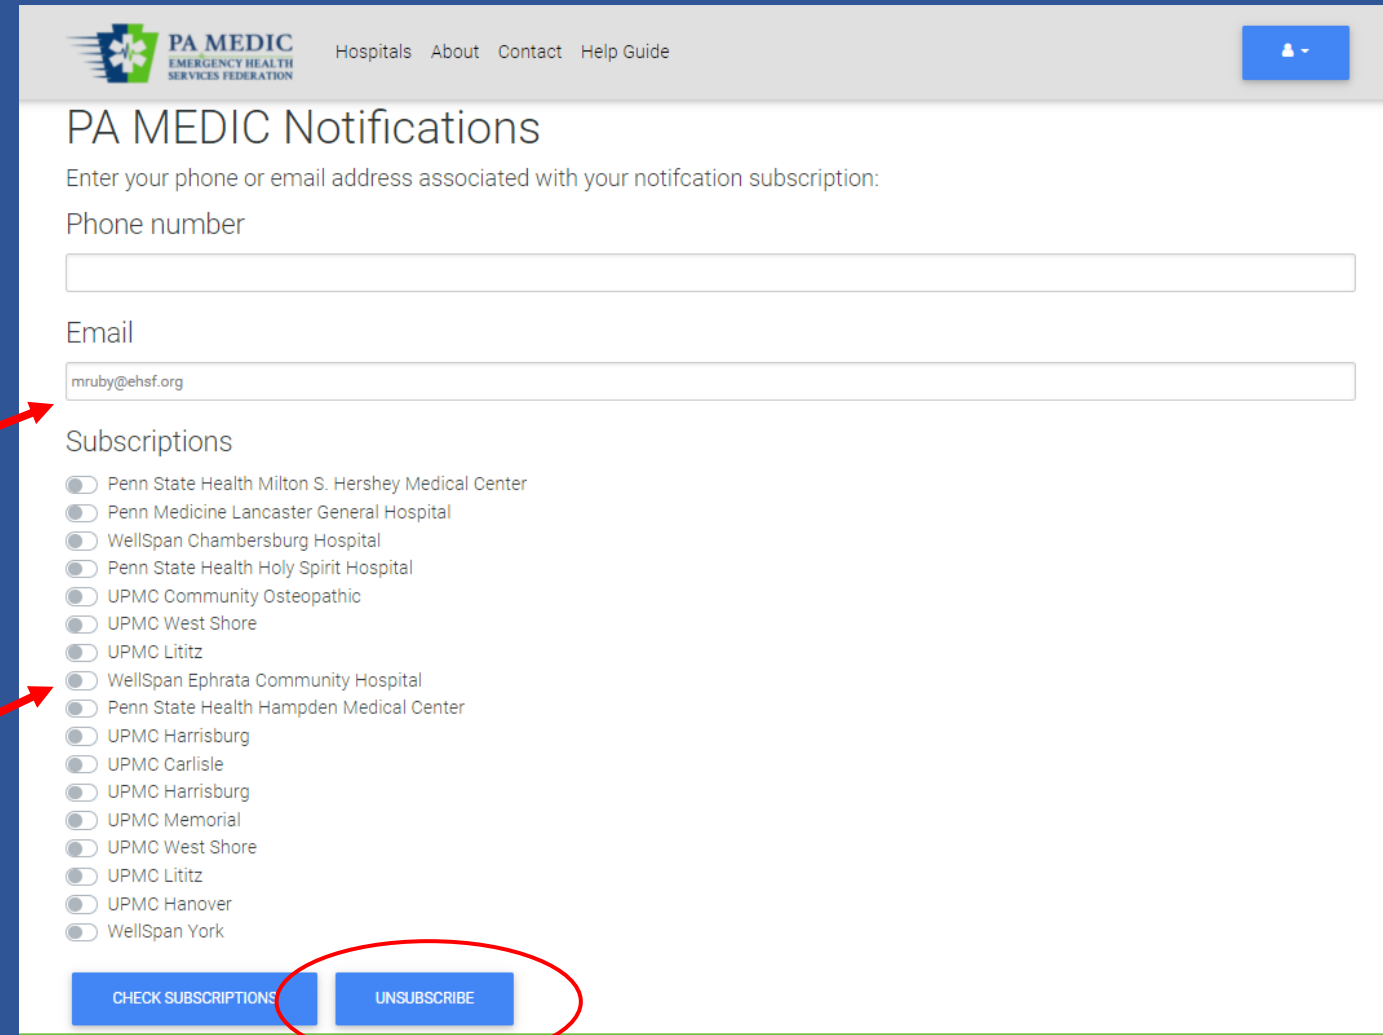 PA MEDIC
EMERGENCY HEALTH
SERVICES FEDERATION
Hospitals About Contact Help Guide
PA MEDIC Notifications
Enter your phone or email address associated with your notifcation subscription:
Phone number
Email
mruby@ehsf.org
Subscriptions
Penn State Health Milton S. Hershey Medical Center
Penn Medicine Lancaster General Hospital
WellSpan Chambersburg Hospital
Penn State Health Holy Spirit Hospital
UPMC Community Osteopathic
UPMC West Shore
UPMC Lititz
WellSpan Ephrata Community Hospital
Penn State Health Hampden Medical Center
UPMC Harrisburg
UPMC Carlisle
UPMC Harrisburg
UPMC Memorial
UPMC West Shore
UPMC Lititz
UPMC Hanover
WellSpan York
CHECK SUBSCRIPTIONS UNSUBSCRIBE